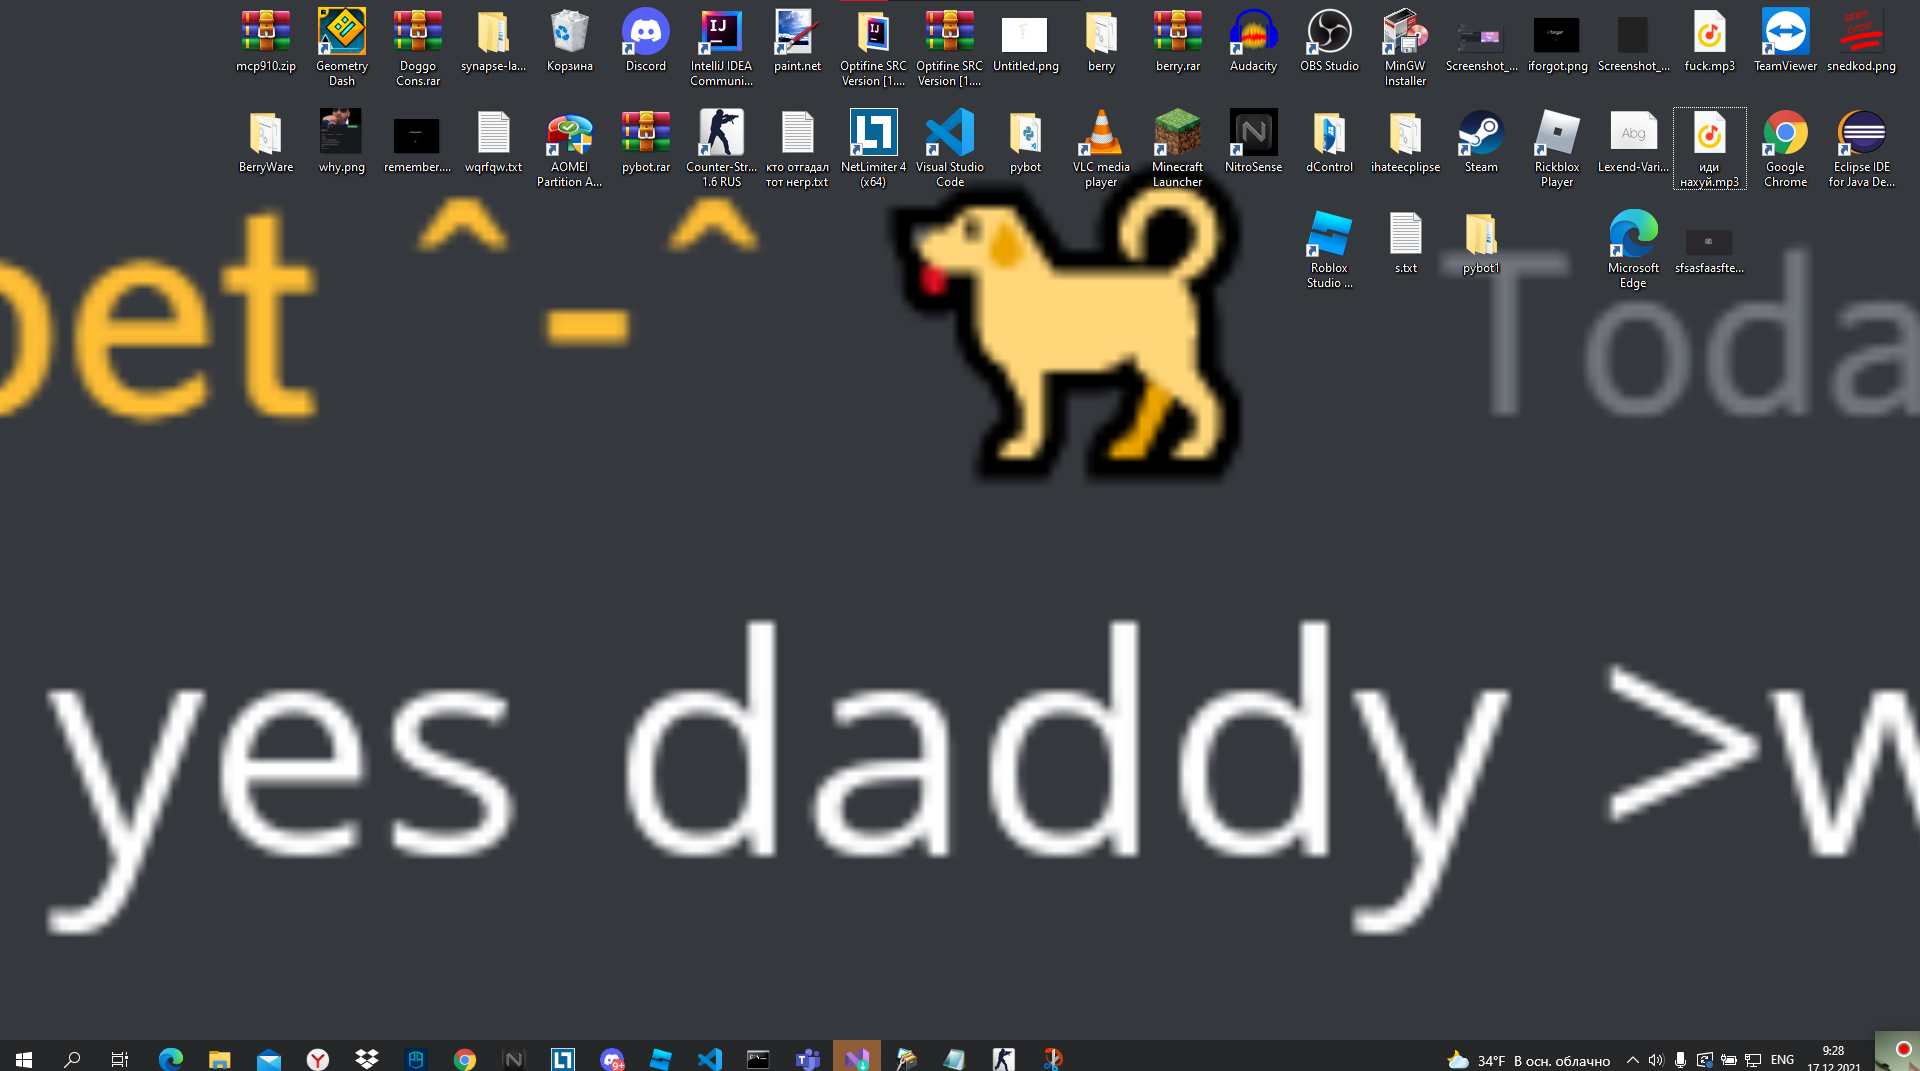 mcp910.zip
Geometry
Dash
Doggo
Cons.rar
synapse-la...
Корзина
Discord
IntelliJ IDEA
Communi...
paint.net
Optifine SRC
Version [1....
Optifine SRC
Version [1....
Untitled.png
berry
berry.rar
Audacity
OBS Studio
MinGW
Installer
Screenshot_...
iforgot.png
Screenshot_...
fuck.mp3
TeamViewer
snedkod.png
BerryWare
why.png
remember....
wqrfqw.txt
AOMEI
Partition A...
pybot.rar
Counter-Str...
1.6 RUS
кто отгадал
тот негр.txt
NetLimiter 4
(x64)
Visual Studio
Code
pybot
VLC media
player
Minecraft
Launcher
NitroSense
dControl
ihateecplipse
Steam
Rickblox
Player
Abg
Lexend-Vari...
иди
нахуй.mp3
Google
Chrome
Eclipse IDE
for Java De...
Roblox
Studio ...
s.txt
pybot1
Microsoft
Edge
sfsasfaasfte...
pet ^ - ^
Toda
yes daddy >w
34°F В осн. облачно
ENG
9:28
17.12.2021